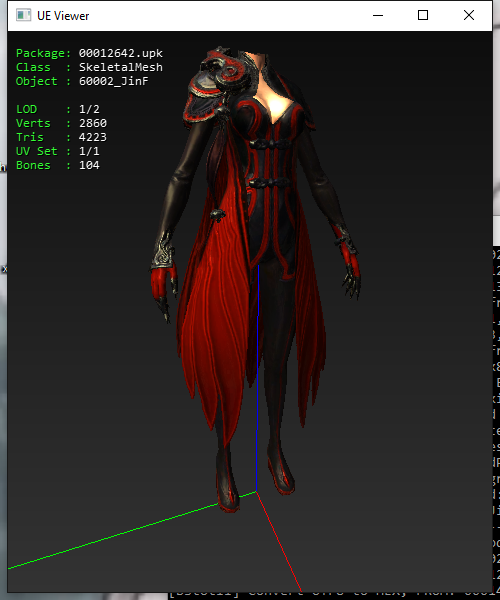 UE Viewer
Package: 00012642.upk
Class : SkeletalMesh
Object : 60002_JinF
LOD : 1/2
Verts : 2860
Tris : 4223
UV Set : 1/1
Bones : 104